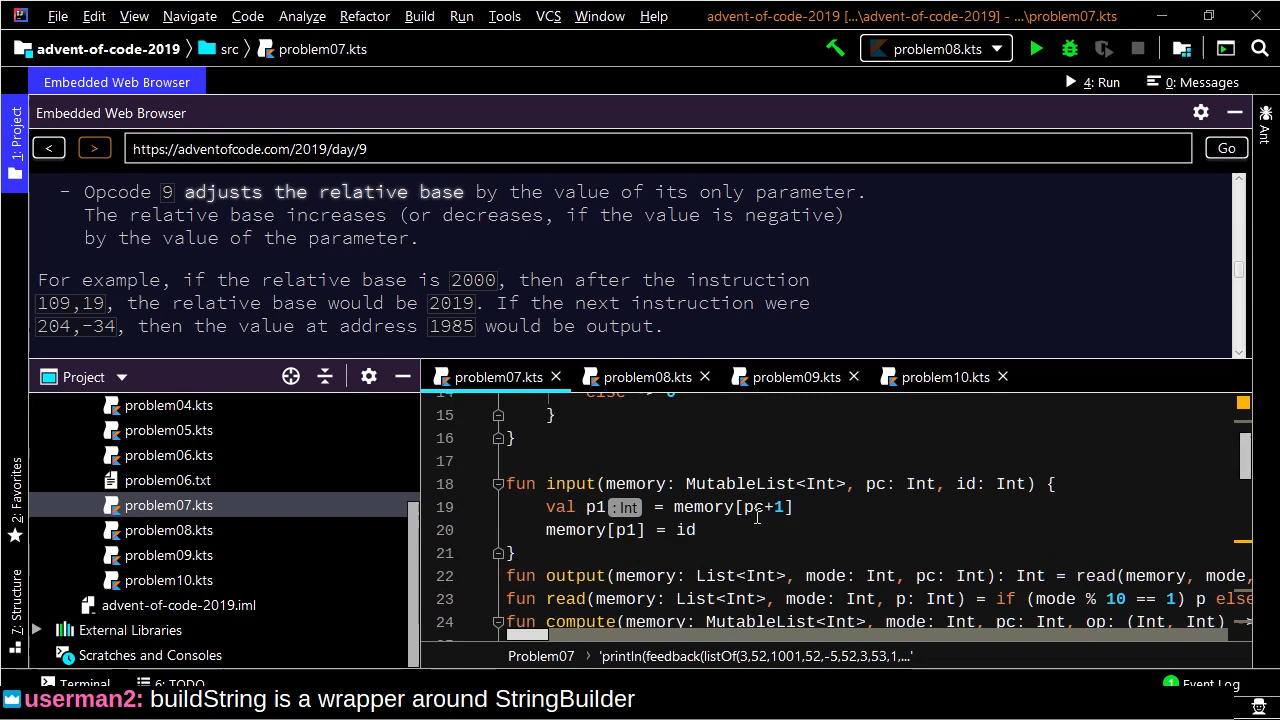 File Edit View Navigate Code Analyze Refactor Build Run Tools VCS Window Help advent-of-code-2019 [...\advent-of-code-2019] - ...\problem07.kts
advent-of-code-2019 src problem07.kts problem08.kts
Embedded Web Browser 4: Run 0: Messages
Embedded Web Browser
< > https://adventofcode.com/2019/day/9 Go
- Opcode 9 adjusts the relative base by the value of its only parameter.
The relative base increases (or decreases, if the value is negative)
by the value of the parameter.
For example, if the relative base is 2000, then after the instruction
109,19, the relative base would be 2019. If the next instruction were
204,-34, then the value at address 1985 would be output.
1: Project
2: Favorites
7: Structure
Ant
Project
problem04.kts
problem05.kts
problem06.kts
problem06.txt
problem07.kts
problem08.kts
problem09.kts
problem10.kts
advent-of-code-2019.iml
External Libraries
Scratches and Consoles
problem07.kts problem08.kts problem09.kts problem10.kts
14 else -> 0
15 }
16 }
17
18 fun input(memory: MutableList<Int>, pc: Int, id: Int) {
19 val p1 : Int = memory[pc+1]
20 memory[p1] = id
21 }
22 fun output(memory: List<Int>, mode: Int, pc: Int): Int = read(memory, mode,
23 fun read(memory: List<Int>, mode: Int, p: Int) = if (mode % 10 == 1) p else
24 fun compute(memory: MutableList<Int>, mode: Int, pc: Int, op: (Int, Int)
Problem07 'println(feedback(listOf(3,52,1001,52,-5,52,3,53,1,...'
Terminal 6: TODO 1 Event Log
userman2: buildString is a wrapper around StringBuilder